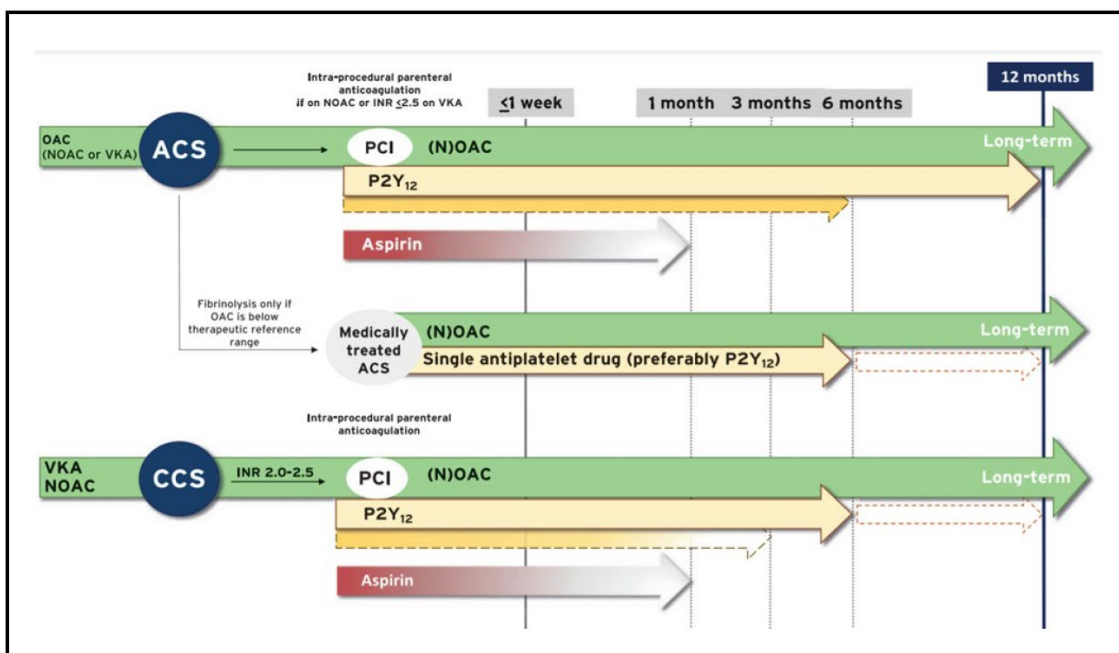 12 months
Intra-procedural parenteral
anticoagulation
if on NOAC or INR ≤2.5 on VKA
≤1 week
1 month
3 months
6 months
OAC
(NOAC or VKA)
ACS
PCI
(N)OAC
Long-term
P2Y₁₂
Aspirin
Fibrinolysis only if
OAC is below
therapeutic reference
range
Medically
treated
ACS
(N)OAC
Long-term
Single antiplatelet drug (preferably P2Y₁₂)
Intra-procedural parenteral
anticoagulation
VKA
NOAC
CCS
INR 2.0-2.5
PCI
(N)OAC
Long-term
P2Y₁₂
Aspirin